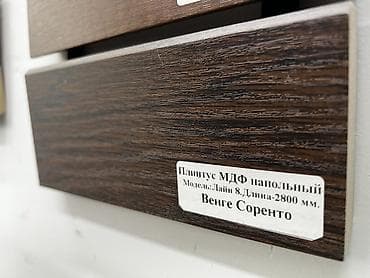 Плинтус МДФ напольный
Модель:Лайн 8.Длина-2800 мм.
Венге Соренто